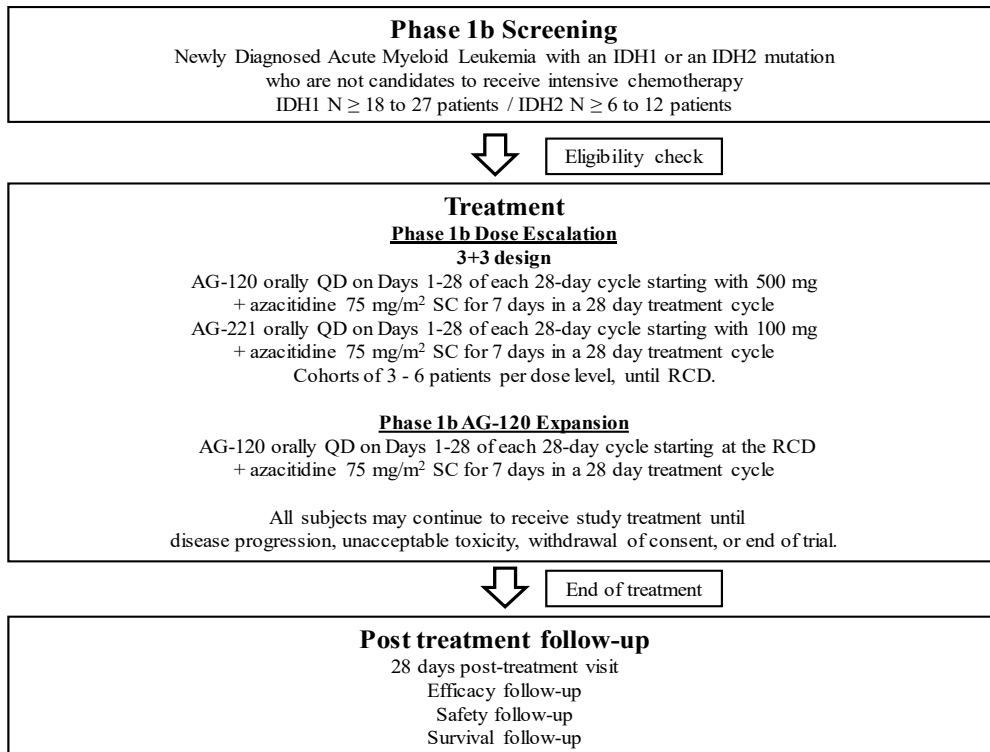 Phase 1b Screening
Newly Diagnosed Acute Myeloid Leukemia with an IDH1 or an IDH2 mutation
who are not candidates to receive intensive chemotherapy
IDH1 N ≥ 18 to 27 patients / IDH2 N ≥ 6 to 12 patients
Eligibility check
Treatment
Phase 1b Dose Escalation
3+3 design
AG-120 orally QD on Days 1-28 of each 28-day cycle starting with 500 mg
+ azacitidine 75 mg/m² SC for 7 days in a 28 day treatment cycle
AG-221 orally QD on Days 1-28 of each 28-day cycle starting with 100 mg
+ azacitidine 75 mg/m² SC for 7 days in a 28 day treatment cycle
Cohorts of 3 - 6 patients per dose level, until RCD.
Phase 1b AG-120 Expansion
AG-120 orally QD on Days 1-28 of each 28-day cycle starting at the RCD
+ azacitidine 75 mg/m² SC for 7 days in a 28 day treatment cycle
All subjects may continue to receive study treatment until
disease progression, unacceptable toxicity, withdrawal of consent, or end of trial.
End of treatment
Post treatment follow-up
28 days post-treatment visit
Efficacy follow-up
Safety follow-up
Survival follow-up